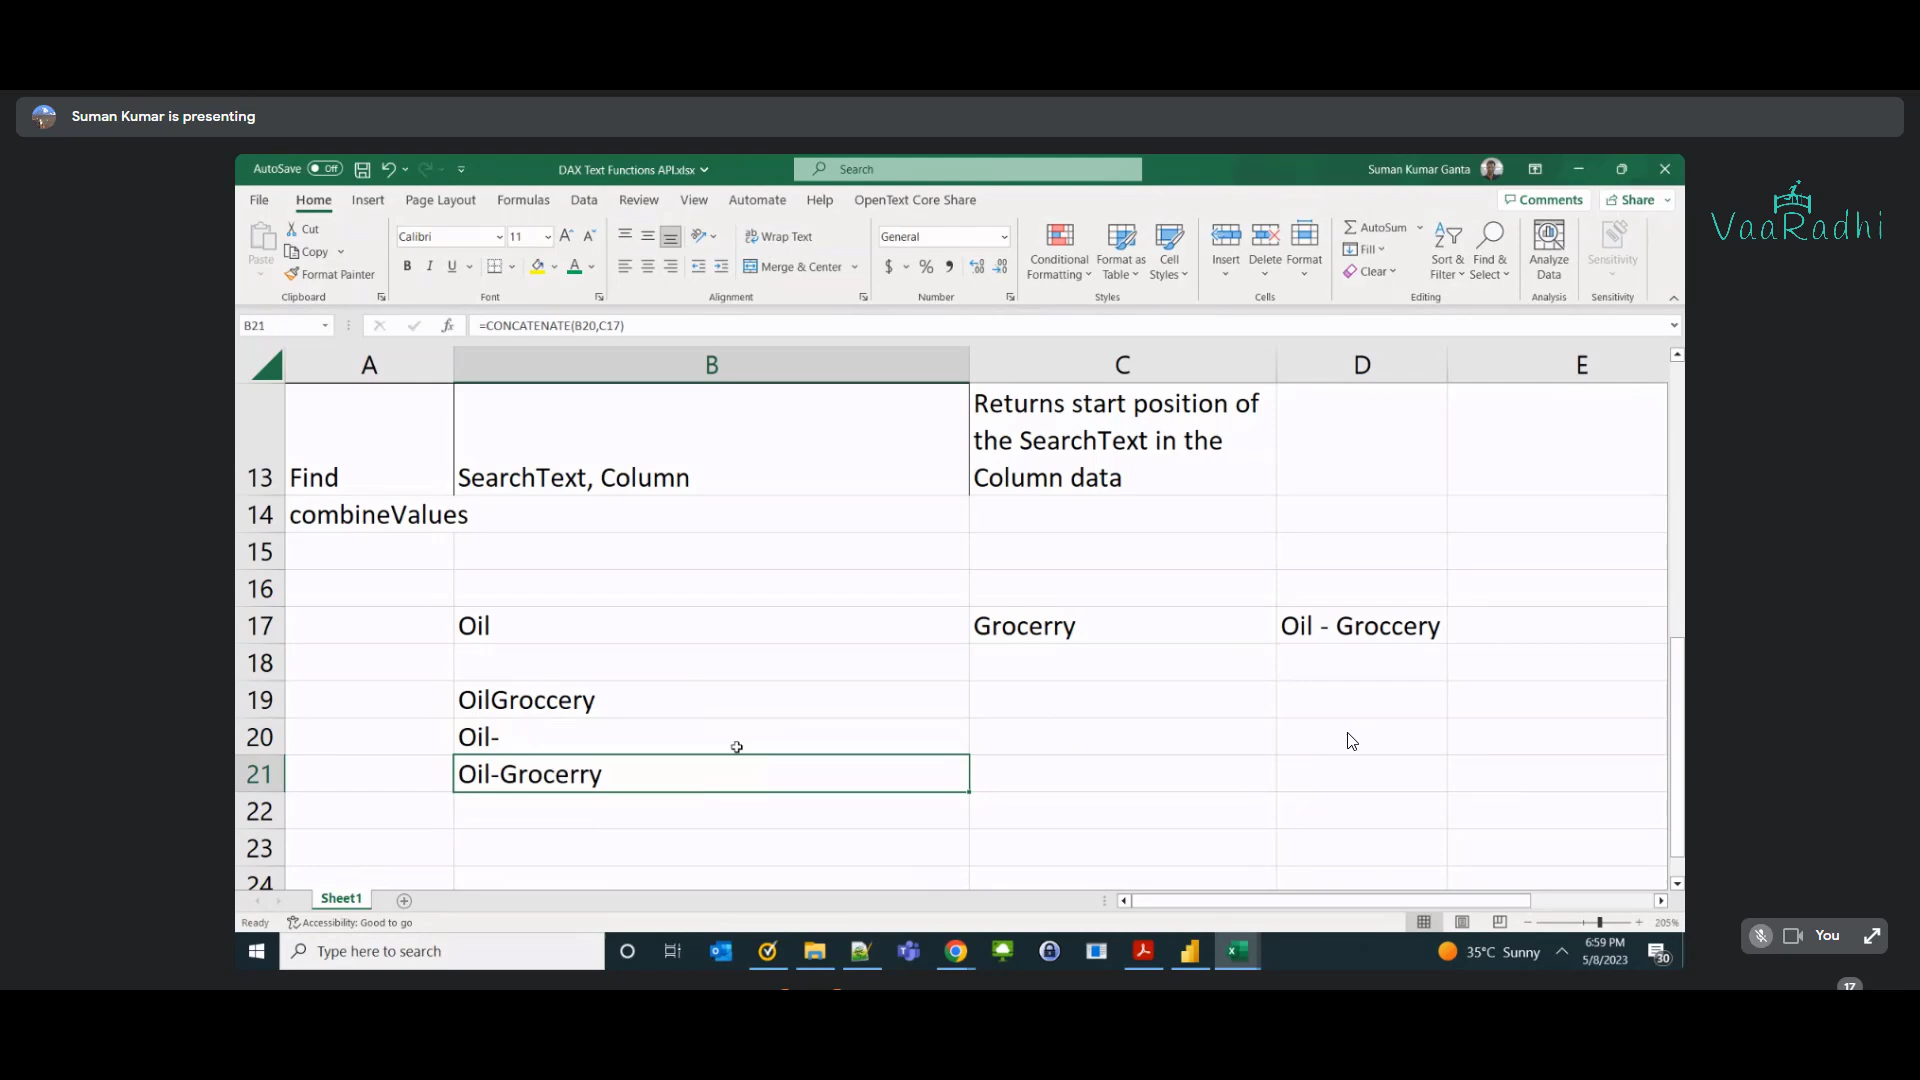 Suman Kumar is presenting
VaaRadhi
AutoSave Off
DAX Text Functions API.xlsx
Search
Suman Kumar Ganta
File Home Insert Page Layout Formulas Data Review View Automate Help OpenText Core Share
Comments Share
Paste
Cut
Copy
Format Painter
Clipboard
Calibri 11
B I U
Font
Wrap Text
Merge & Center
Alignment
General
$ % ,
Number
Conditional Formatting
Format as Table
Cell Styles
Styles
Insert Delete Format
Cells
AutoSum
Fill
Clear
Sort & Filter
Find & Select
Editing
Analyze Data
Analysis
Sensitivity
Sensitivity
B21 fx =CONCATENATE(B20,C17)
A B C D E
13 Find SearchText, Column Returns start position of
the SearchText in the
Column data
14 combineValues
15
16
17 Oil Grocerry Oil - Groccery
18
19 OilGroccery
20 Oil-
21 Oil-Grocerry
22
23
24
Sheet1
Ready Accessibility: Good to go
205%
Type here to search
35°C Sunny
6:59 PM
5/8/2023
30
You
17